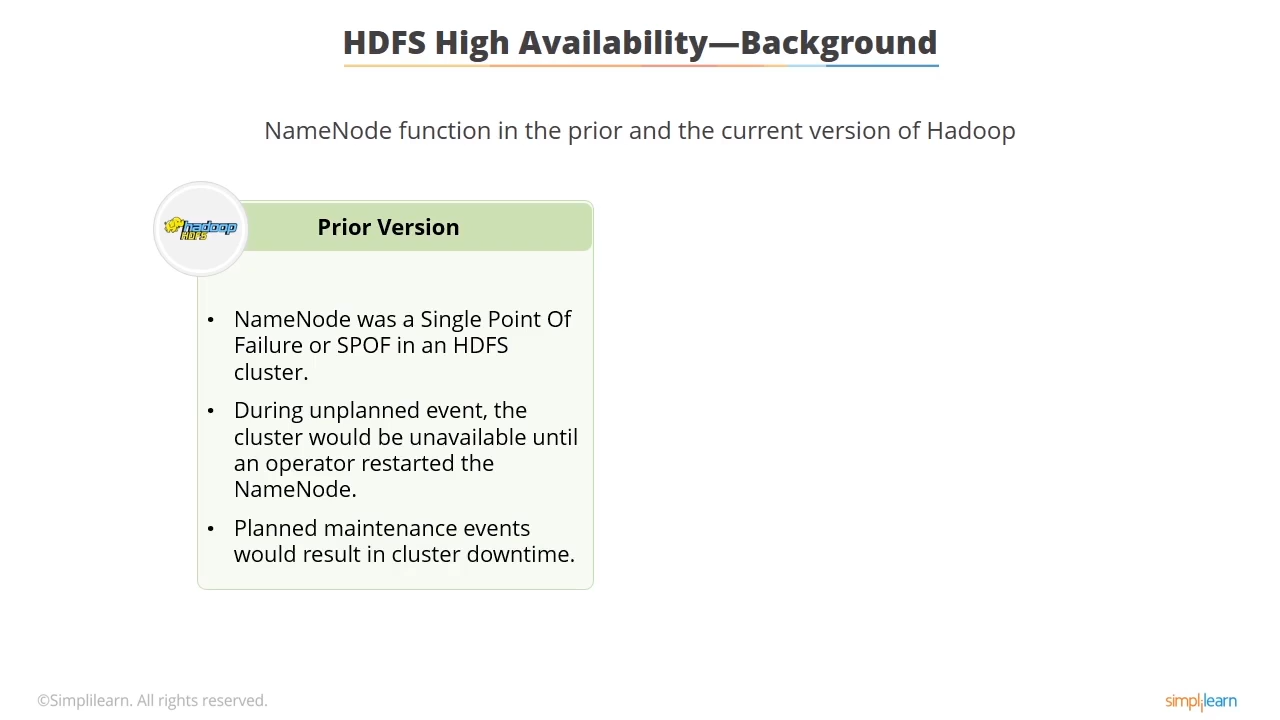 HDFS High Availability—Background
NameNode function in the prior and the current version of Hadoop
hadoop
HDFS
Prior Version
• NameNode was a Single Point Of
Failure or SPOF in an HDFS
cluster.
• During unplanned event, the
cluster would be unavailable until
an operator restarted the
NameNode.
• Planned maintenance events
would result in cluster downtime.
©Simplilearn. All rights reserved.
simplilearn